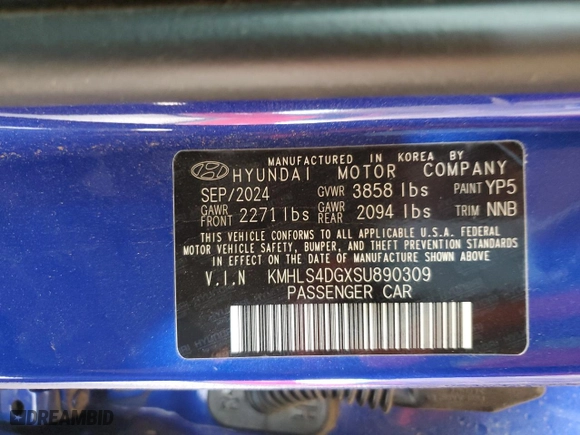 MANUFACTURED IN KOREA BY
HYUNDAI MOTOR COMPANY
SEP/2024 GVWR 3858 lbs PAINT YP5
GAWR FRONT 2271 lbs GAWR REAR 2094 lbs TRIM NNB
THIS VEHICLE CONFORMS TO ALL APPLICABLE U.S.A. FEDERAL
MOTOR VEHICLE SAFETY, BUMPER, AND THEFT PREVENTION STANDARDS
IN EFFECT ON THE DATE OF MANUFACTURE SHOWN ABOVE
V.I.N KMHLS4DGXSU890309
PASSENGER CAR
DREAMBID